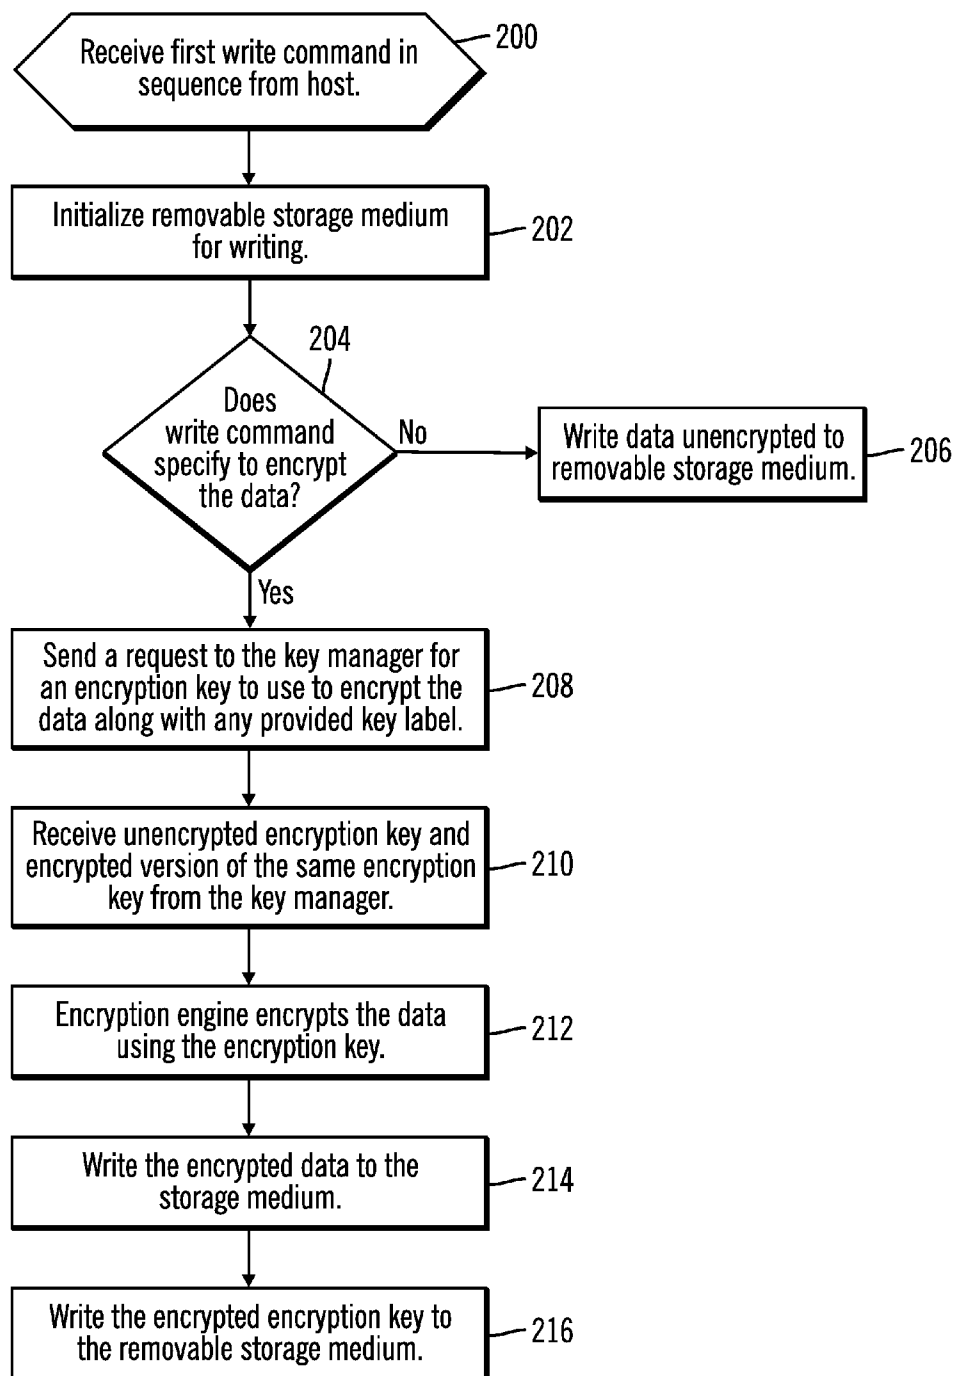 Receive first write command in
sequence from host.
200
Initialize removable storage medium
for writing.
202
204
Does
write command
specify to encrypt
the data?
No
Write data unencrypted to
removable storage medium.
206
Yes
Send a request to the key manager for
an encryption key to use to encrypt the
data along with any provided key label.
208
Receive unencrypted encryption key and
encrypted version of the same encryption
key from the key manager.
210
Encryption engine encrypts the data
using the encryption key.
212
Write the encrypted data to the
storage medium.
214
Write the encrypted encryption key to
the removable storage medium.
216